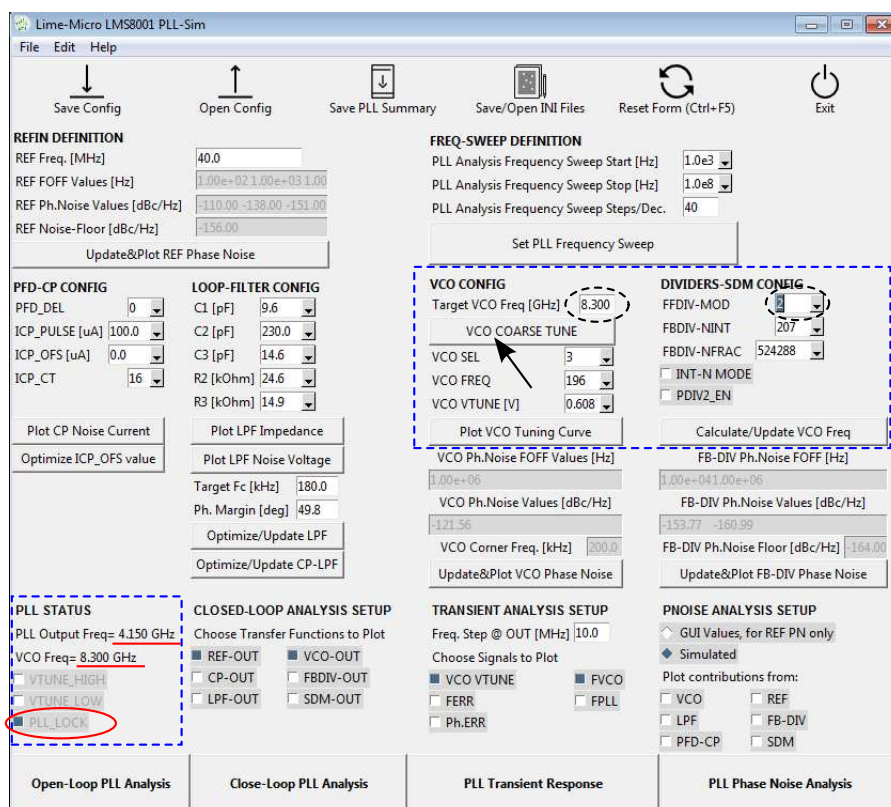 Lime-Micro LMS8001 PLL-Sim
File Edit Help
Save Config
Open Config
Save PLL Summary
Save/Open INI Files
Reset Form (Ctrl+F5)
Exit
REFIN DEFINITION
REF Freq. [MHz] 40.0
REF FOFF Values [Hz] 1.00e+02 1.00e+03 1.00
REF Ph.Noise Values [dBc/Hz] -110.00 -138.00 -151.00
REF Noise-Floor [dBc/Hz] -156.00
Update&Plot REF Phase Noise
FREQ-SWEEP DEFINITION
PLL Analysis Frequency Sweep Start [Hz] 1.0e3
PLL Analysis Frequency Sweep Stop [Hz] 1.0e8
PLL Analysis Frequency Sweep Steps/Dec. 40
Set PLL Frequency Sweep
PFD-CP CONFIG
PFD_DEL 0
ICP_PULSE [uA] 100.0
ICP_OFS [uA] 0.0
ICP_CT 16
Plot CP Noise Current
Optimize ICP_OFS value
LOOP-FILTER CONFIG
C1 [pF] 9.6
C2 [pF] 230.0
C3 [pF] 14.6
R2 [kOhm] 24.6
R3 [kOhm] 14.9
Plot LPF Impedance
Plot LPF Noise Voltage
Target Fc [kHz] 180.0
Ph. Margin [deg] 49.8
Optimize/Update LPF
Optimize/Update CP-LPF
VCO CONFIG
Target VCO Freq [GHz] 8.300
VCO COARSE TUNE
VCO SEL 3
VCO FREQ 196
VCO VTUNE [V] 0.608
Plot VCO Tuning Curve
VCO Ph.Noise FOFF Values [Hz]
1.00e+06
VCO Ph.Noise Values [dBc/Hz]
-121.56
VCO Corner Freq. [kHz] 200.0
Update&Plot VCO Phase Noise
DIVIDERS-SDM CONFIG
FFDIV-MOD 2
FBDIV-NINT 207
FBDIV-NFRAC 524288
INT-N MODE
PDIV2_EN
Calculate/Update VCO Freq
FB-DIV Ph.Noise FOFF [Hz]
1.00e+041.00e+06
FB-DIV Ph.Noise Values [dBc/Hz]
-153.77 -160.99
FB-DIV Ph.Noise Floor [dBc/Hz] -164.00
Update&Plot FB-DIV Phase Noise
PLL STATUS
PLL Output Freq= 4.150 GHz
VCO Freq= 8.300 GHz
VTUNE_HIGH
VTUNE_LOW
PLL_LOCK
CLOSED-LOOP ANALYSIS SETUP
Choose Transfer Functions to Plot
REF-OUT VCO-OUT
CP-OUT FBDIV-OUT
LPF-OUT SDM-OUT
TRANSIENT ANALYSIS SETUP
Freq. Step @ OUT [MHz] 10.0
Choose Signals to Plot
VCO VTUNE FVCO
FERR FPLL
Ph.ERR
PNOISE ANALYSIS SETUP
GUI Values, for REF PN only
Simulated
Plot contributions from:
VCO REF
LPF FB-DIV
PFD-CP SDM
Open-Loop PLL Analysis
Close-Loop PLL Analysis
PLL Transient Response
PLL Phase Noise Analysis